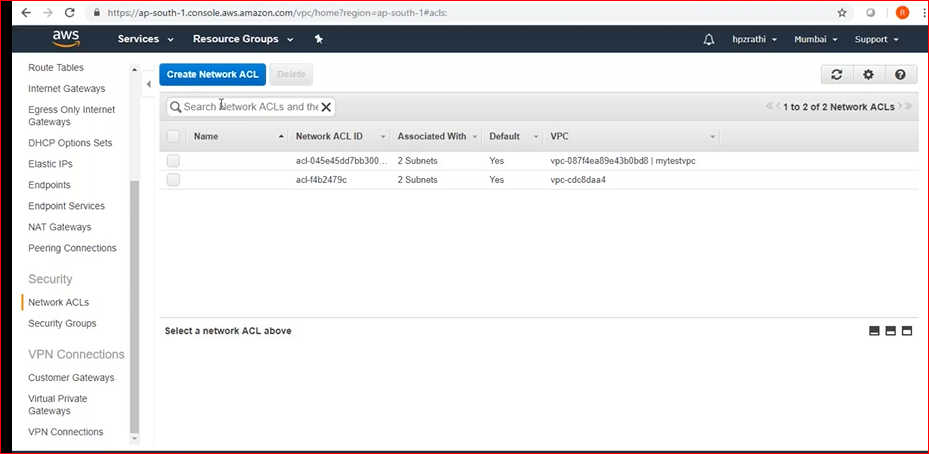 https://ap-south-1.console.aws.amazon.com/vpc/home?region=ap-south-1#acls:
R
aws
Services
Resource Groups
hpzrathi
Mumbai
Support
Route Tables
Internet Gateways
Egress Only Internet
Gateways
DHCP Options Sets
Elastic IPs
Endpoints
Endpoint Services
NAT Gateways
Peering Connections
Security
Network ACLs
Security Groups
VPN Connections
Customer Gateways
Virtual Private
Gateways
VPN Connections
Create Network ACL
Delete
Search Network ACLs and the
1 to 2 of 2 Network ACLs
Name Network ACL ID Associated With Default VPC
acl-045e45dd7bb300... 2 Subnets Yes vpc-087f4ea89e43b0bd8 | mytestvpc
acl-f4b2479c 2 Subnets Yes vpc-cdc8daa4
Select a network ACL above